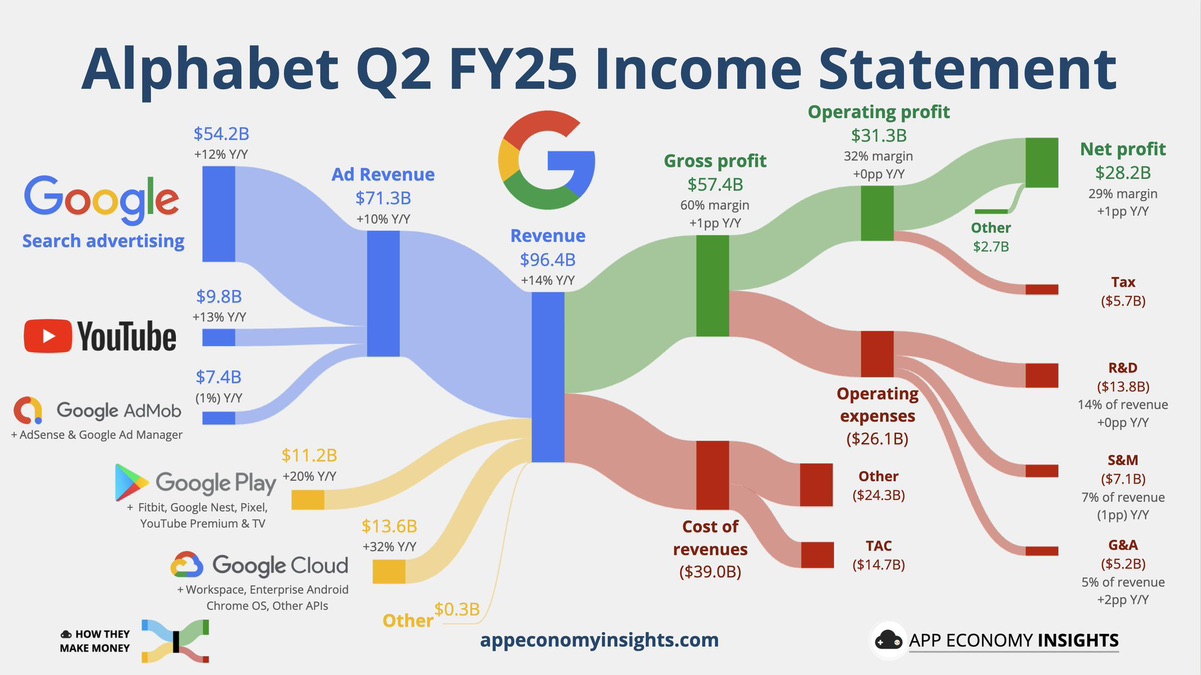 Alphabet Q2 FY25 Income Statement
$54.2B
+12% Y/Y
Google
Search advertising
$9.8B
+13% Y/Y
YouTube
$7.4B
(1%) Y/Y
Google AdMob
+ AdSense & Google Ad Manager
Ad Revenue
$71.3B
+10% Y/Y
$11.2B
+20% Y/Y
Google Play
+ Fitbit, Google Nest, Pixel,
YouTube Premium & TV
$13.6B
+32% Y/Y
Google Cloud
+ Workspace, Enterprise Android
Chrome OS, Other APIs
Other
$0.3B
G
Revenue
$96.4B
+14% Y/Y
Gross profit
$57.4B
60% margin
+1pp Y/Y
Cost of
revenues
($39.0B)
Other
($24.3B)
TAC
($14.7B)
Operating profit
$31.3B
32% margin
+0pp Y/Y
Operating
expenses
($26.1B)
Net profit
$28.2B
29% margin
+1pp Y/Y
Other
$2.7B
Tax
($5.7B)
R&D
($13.8B)
14% of revenue
+0pp Y/Y
S&M
($7.1B)
7% of revenue
(1pp) Y/Y
G&A
($5.2B)
5% of revenue
+2pp Y/Y
HOW THEY
MAKE MONEY
appeconomyinsights.com
APP ECONOMY INSIGHTS